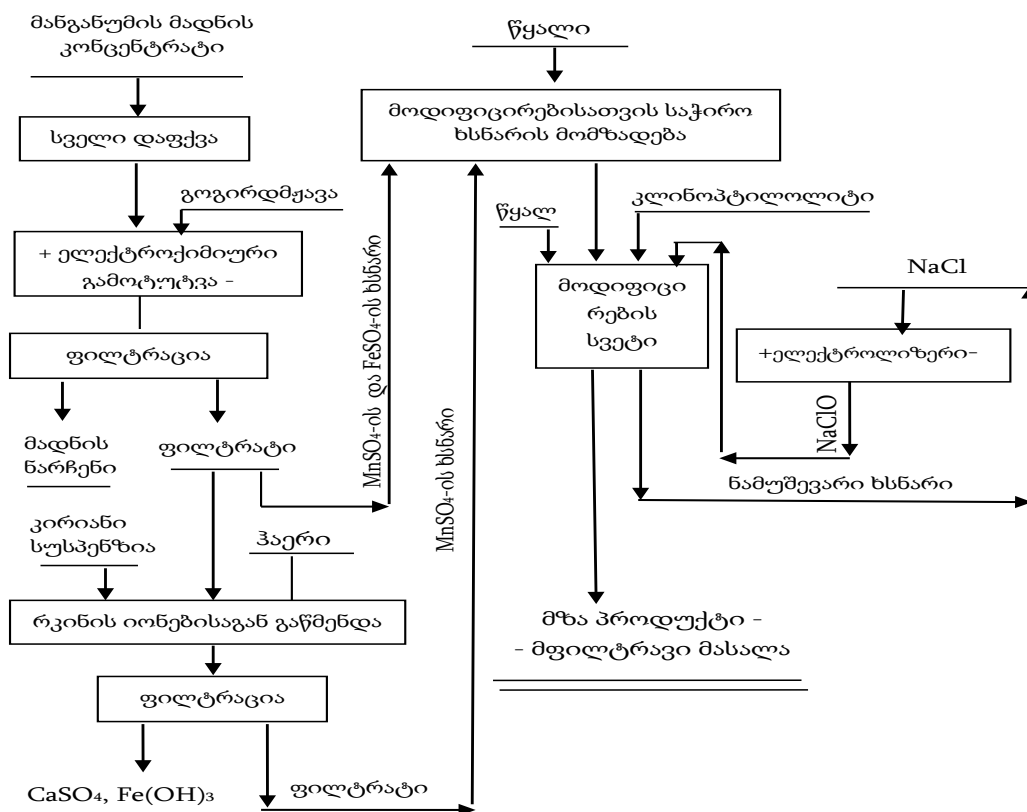 მანგანუმის მადნის
კონცენტრატი
სველი დაფქვა
გოგირდმჟავა
+ ელექტროქიმიური
გამოტუტვა -
ფილტრაცია
მადნის
ნარჩენი
ფილტრატი
კირიანი
სუსპენზია
ჰაერი
რკინის იონებისაგან გაწმენდა
ფილტრაცია
CaSO₄, Fe(OH)₃
ფილტრატი
MnSO₄-ის და FeSO₄-ის ხსნარი
MnSO₄-ის ხსნარი
წყალი
მოდიფიცირებისათვის საჭირო
ხსნარის მომზადება
წყალ
კლინოპტილოლიტი
მოდიფიცი
რების
სვეტი
NaCl
+ელექტროლიზერი-
NaClO
ნამუშევარი ხსნარი
მზა პროდუქტი -
- მფილტრავი მასალა